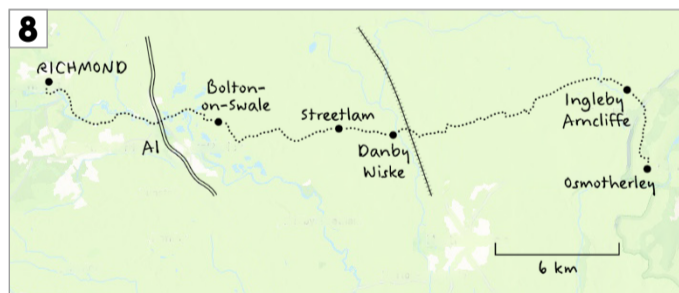 8
RICHMOND
Bolton-
on-Swale
Streetlam
A1
Danby
Wiske
Ingleby
Arncliffe
Osmotherley
6 km